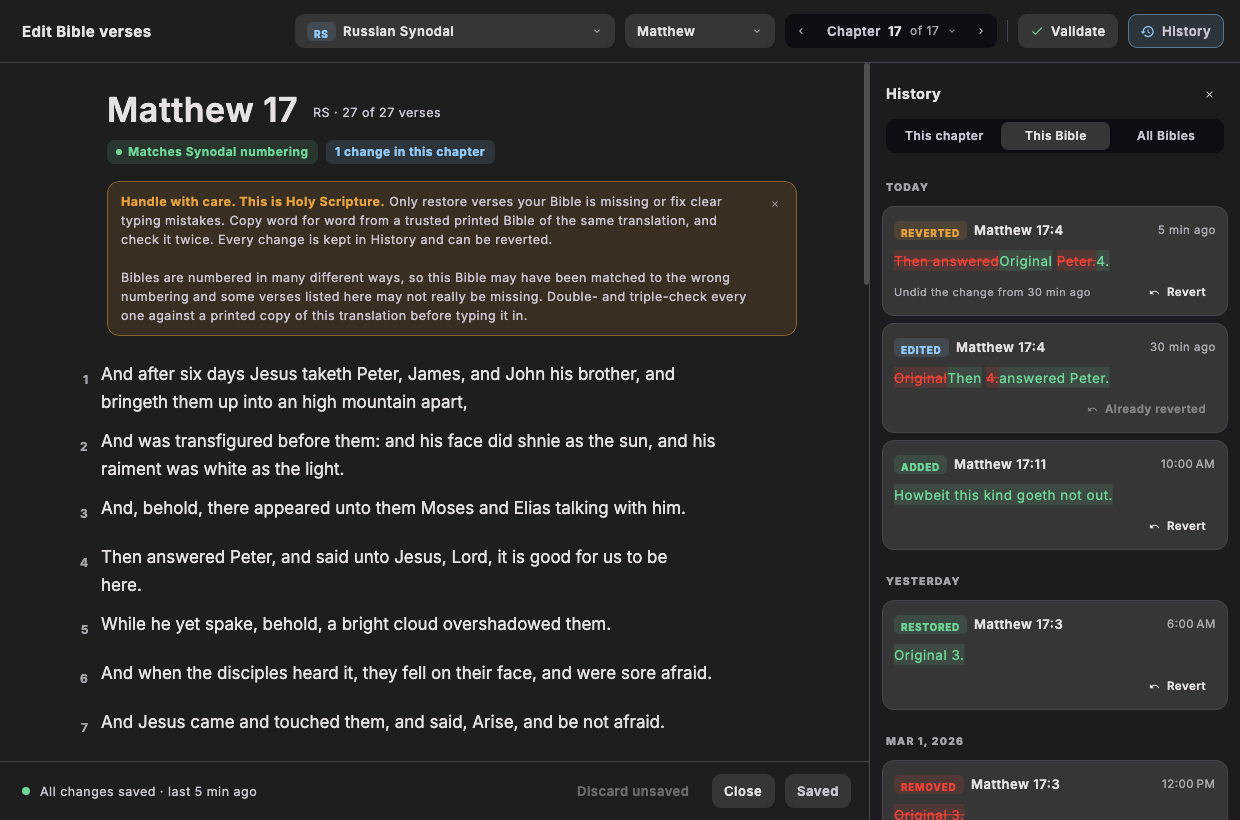 Edit Bible verses
RS Russian Synodal
Matthew
Chapter 17 of 17
Validate
History
Matthew 17 RS · 27 of 27 verses
Matches Synodal numbering
1 change in this chapter
Handle with care. This is Holy Scripture. Only restore verses your Bible is missing or fix clear
typing mistakes. Copy word for word from a trusted printed Bible of the same translation, and
check it twice. Every change is kept in History and can be reverted.
Bibles are numbered in many different ways, so this Bible may have been matched to the wrong
numbering and some verses listed here may not really be missing. Double- and triple-check every
one against a printed copy of this translation before typing it in.
1 And after six days Jesus taketh Peter, James, and John his brother, and
bringeth them up into an high mountain apart,
2 And was transfigured before them: and his face did shnie as the sun, and his
raiment was white as the light.
3 And, behold, there appeared unto them Moses and Elias talking with him.
4 Then answered Peter, and said unto Jesus, Lord, it is good for us to be
here.
5 While he yet spake, behold, a bright cloud overshadowed them.
6 And when the disciples heard it, they fell on their face, and were sore afraid.
7 And Jesus came and touched them, and said, Arise, and be not afraid.
All changes saved · last 5 min ago
Discard unsaved
Close
Saved
History
This chapter
This Bible
All Bibles
TODAY
REVERTED Matthew 17:4 5 min ago
Then answeredOriginal Peter.4.
Undid the change from 30 min ago Revert
EDITED Matthew 17:4 30 min ago
OriginalThen 4.answered Peter.
Already reverted
ADDED Matthew 17:11 10:00 AM
Howbeit this kind goeth not out.
Revert
YESTERDAY
RESTORED Matthew 17:3 6:00 AM
Original 3.
Revert
MAR 1, 2026
REMOVED Matthew 17:3 12:00 PM
Original 3.